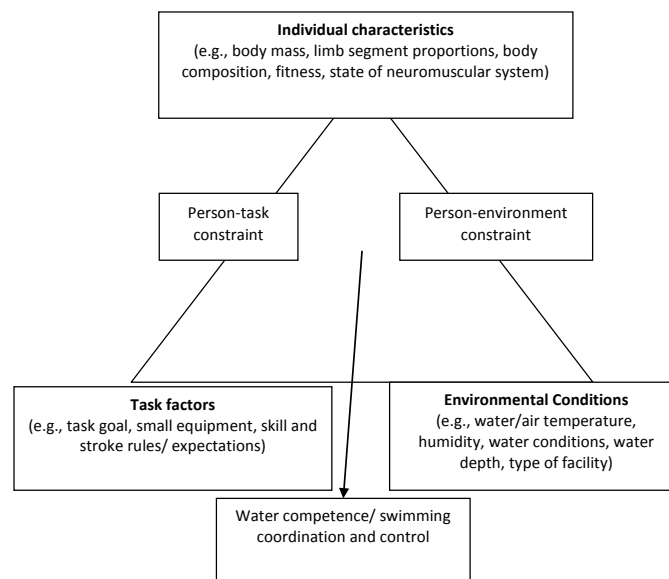 Individual characteristics
(e.g., body mass, limb segment proportions, body
composition, fitness, state of neuromuscular system)
Person-task
constraint
Person-environment
constraint
Task factors
(e.g., task goal, small equipment, skill and
stroke rules/ expectations)
Environmental Conditions
(e.g., water/air temperature,
humidity, water conditions, water
depth, type of facility)
Water competence/ swimming
coordination and control